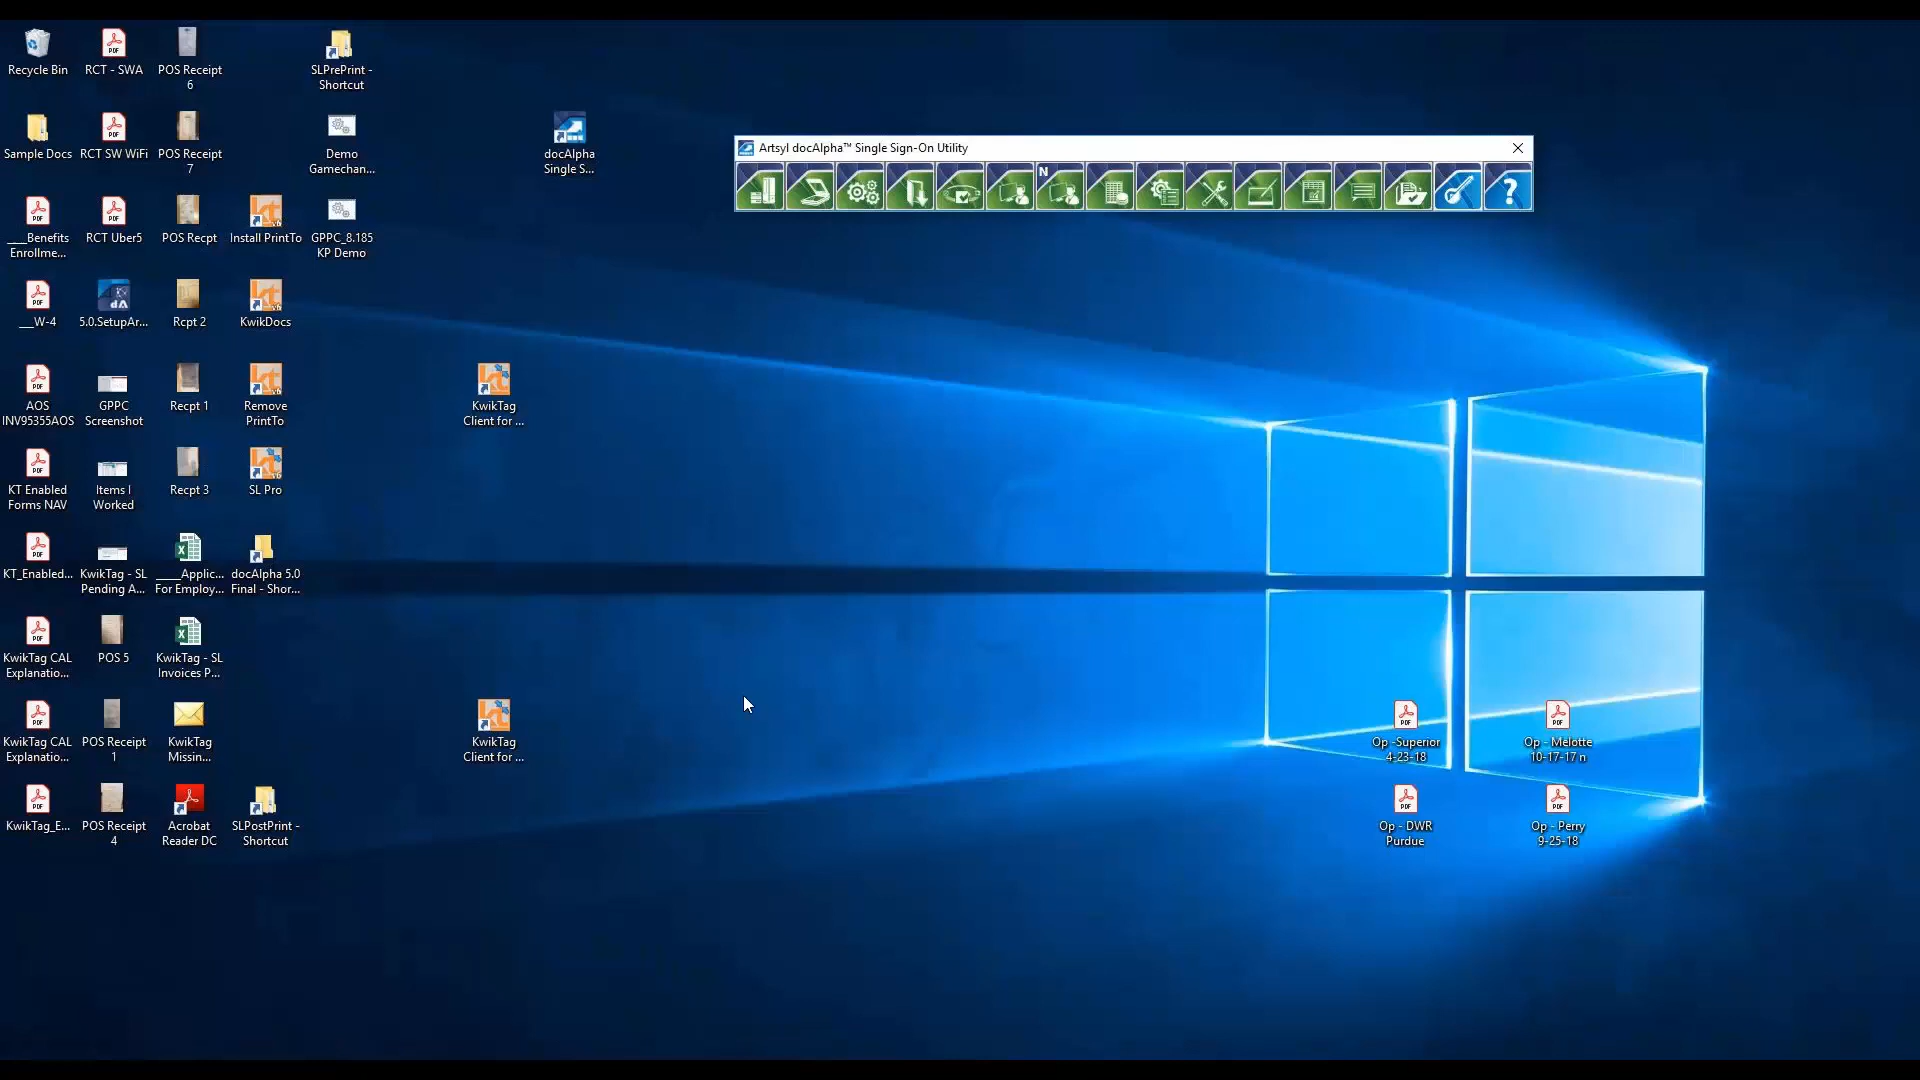 Recycle Bin
RCT - SWA
POS Receipt
6
SLPrePrint -
Shortcut
Sample Docs
RCT SW WiFi
POS Receipt
7
Demo
Gamechan...
docAlpha
Single S...
Artsyl docAlpha™ Single Sign-On Utility
N
?
___Benefits
Enrollme...
RCT Uber5
POS Recpt
Install PrintTo
GPPC_8.185
KP Demo
__W-4
5.0.SetupAr...
Rcpt 2
KwikDocs
AOS
INV95355AOS
GPPC
Screenshot
Recpt 1
Remove
PrintTo
KwikTag
Client for ...
KT Enabled
Forms NAV
Items I
Worked
Recpt 3
SL Pro
KT_Enabled...
KwikTag - SL
Pending A...
____Applic...
For Employ...
docAlpha 5.0
Final - Shor...
KwikTag CAL
Explanatio...
POS 5
KwikTag - SL
Invoices P...
KwikTag CAL
Explanatio...
POS Receipt
1
KwikTag
Missin...
KwikTag
Client for ...
Op -Superior
4-23-18
Op - Melotte
10-17-17 n
KwikTag_E...
POS Receipt
4
Acrobat
Reader DC
SLPostPrint -
Shortcut
Op - DWR
Purdue
Op - Perry
9-25-18